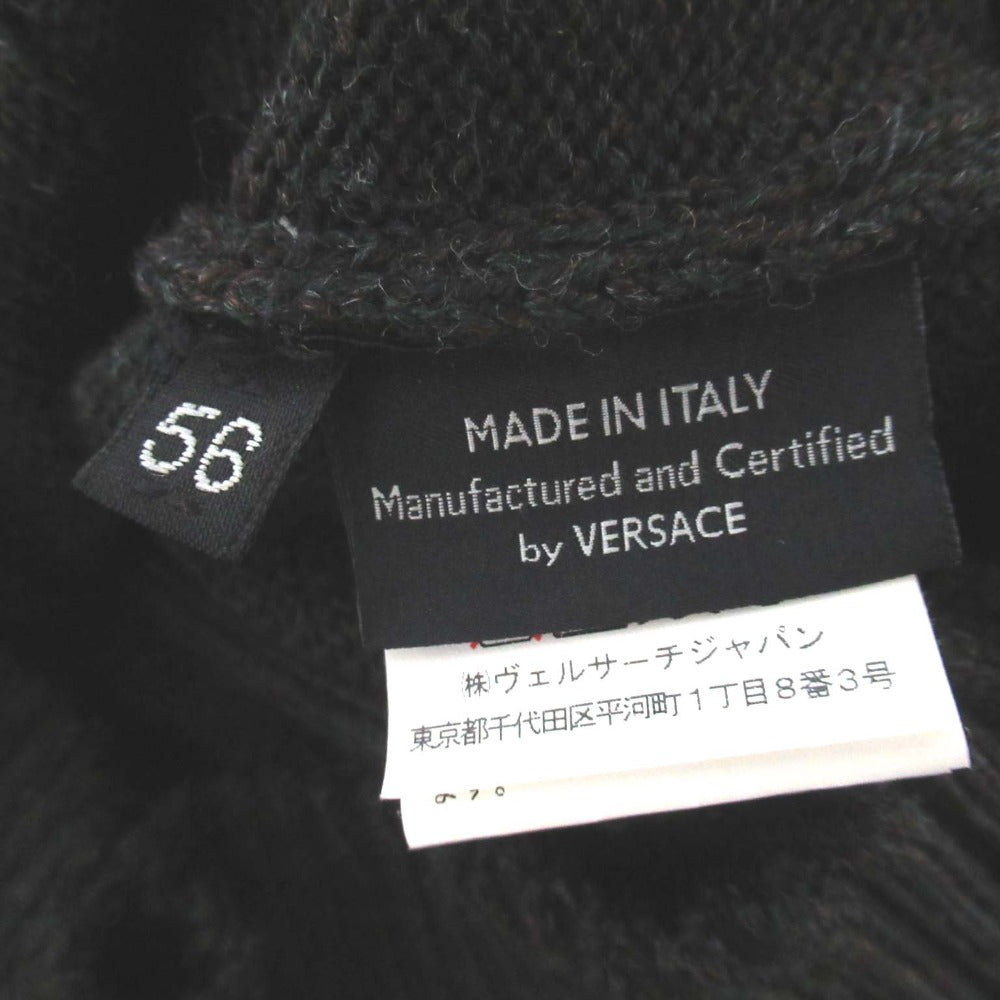 56
MADE IN ITALY
Manufactured and Certified
by VERSACE
㈱ヴェルサーチジャパン
東京都千代田区平河町1丁目8番3号